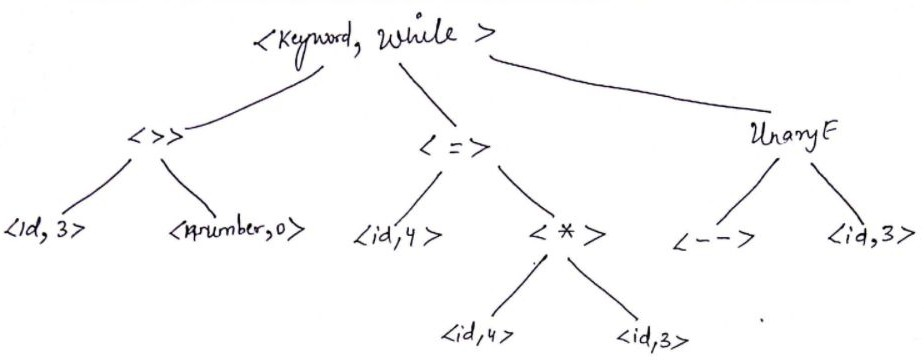 <Keyword, While >
<>> < = > UnaryE
<id, 3> <number,0> <id,4> < * > <--> <id,3>
<id,4> <id,3>